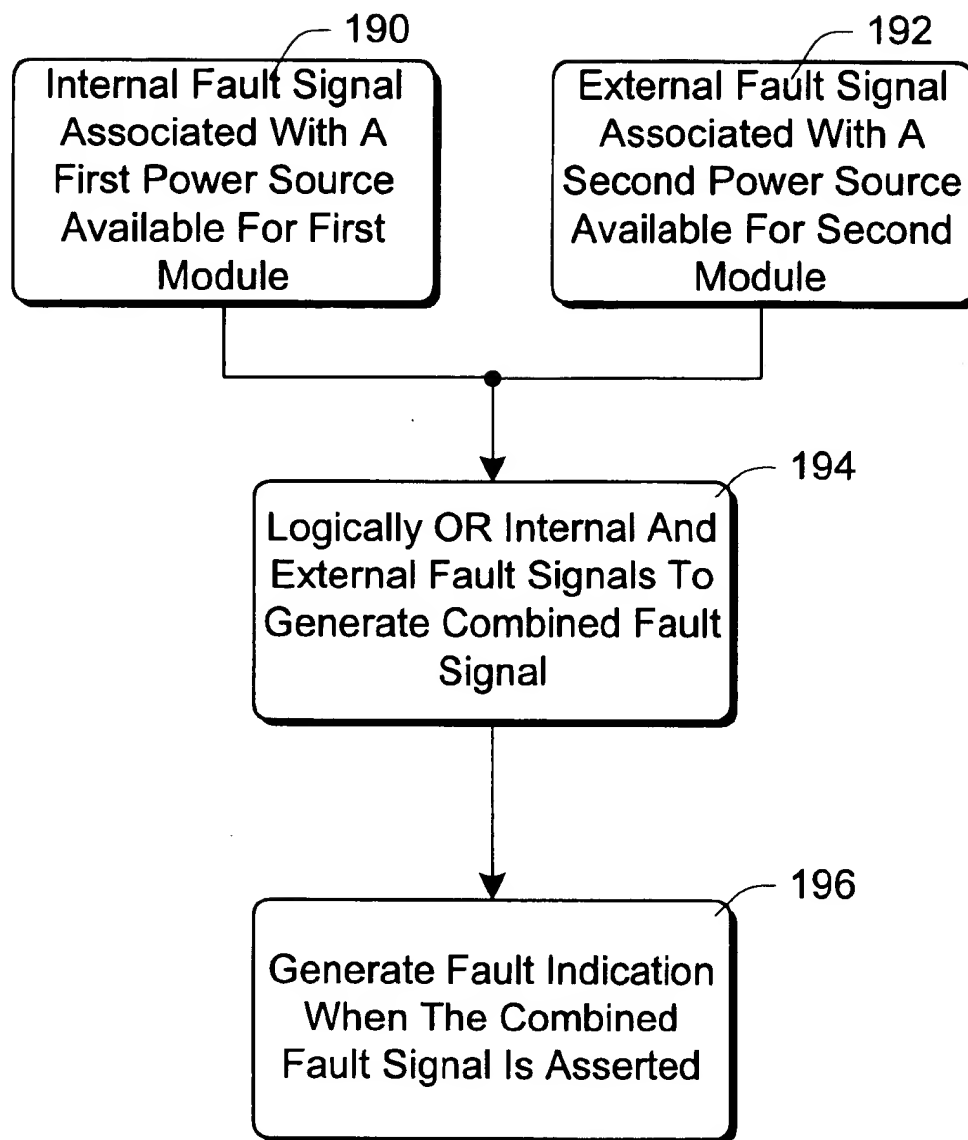 190
Internal Fault Signal
Associated With A
First Power Source
Available For First
Module
192
External Fault Signal
Associated With A
Second Power Source
Available For Second
Module
194
Logically OR Internal And
External Fault Signals To
Generate Combined Fault
Signal
196
Generate Fault Indication
When The Combined
Fault Signal Is Asserted